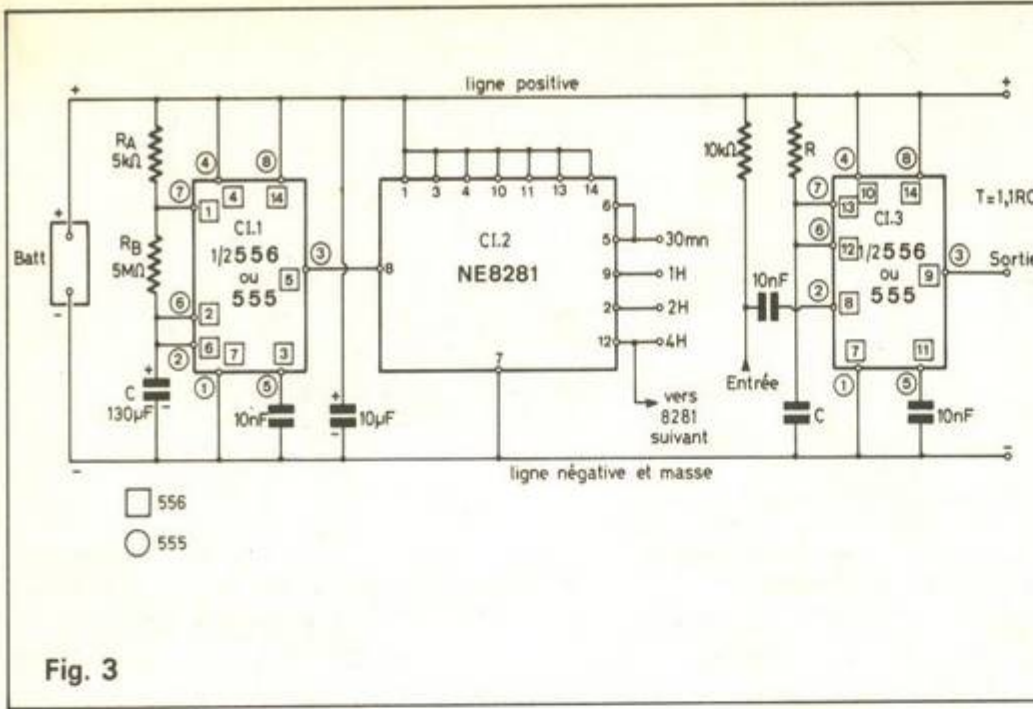 ligne positive
+
+
RA
5kΩ
RB
5MΩ
C
130µF
+
-
Batt
+
-
4
8
7
6
2
1
5
3
4
14
1
2
6
7
3
5
CI.1
1/2 556
ou
555
10nF
+
-
10µF
1
3
4
10
11
13
14
8
CI.2
NE8281
7
6
5
30mn
9
1H
2
2H
12
4H
vers
8281
suivant
10kΩ
R
10nF
Entrée
C
4
8
7
6
2
1
5
3
10
14
13
12
8
7
11
9
CI.3
1/2 556
ou
555
10nF
T=1,1RC
Sortie
-
-
ligne négative et masse
556
555
Fig. 3